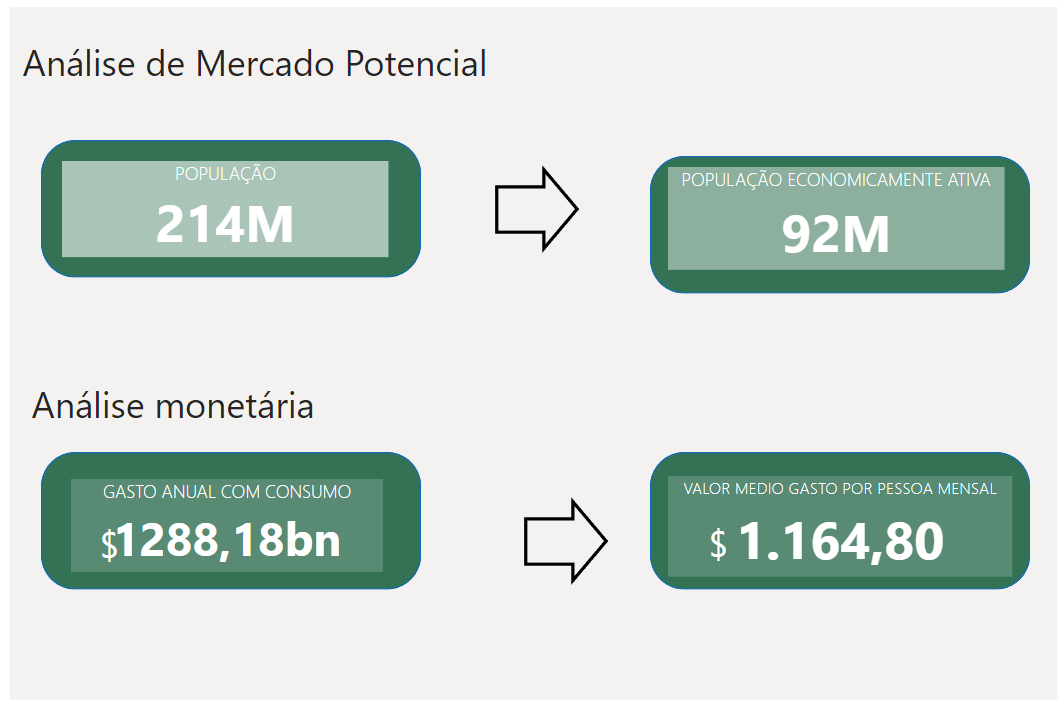 Análise de Mercado Potencial
POPULAÇÃO
214M
POPULAÇÃO ECONOMICAMENTE ATIVA
92M
Análise monetária
GASTO ANUAL COM CONSUMO
$1288,18bn
VALOR MEDIO GASTO POR PESSOA MENSAL
$ 1.164,80